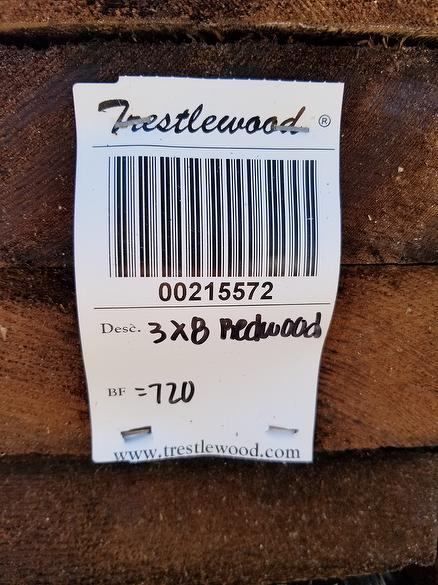 Trestlewood ®
00215572
Desc. 3x8 Redwood
BF =720
www.trestlewood.com